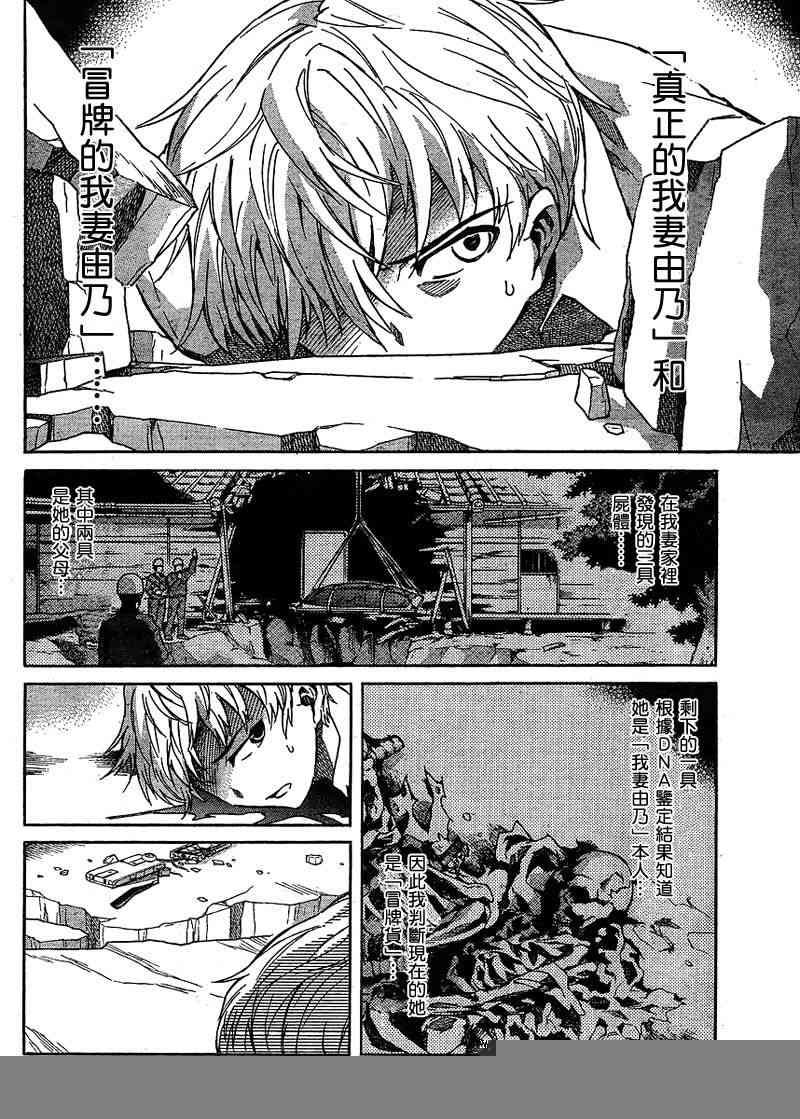 「真正的我妻由乃」和
「冒牌的我妻由乃」
……。
在我妻家裡
發現的三具
屍體……
其中兩具
是她的父母…
剩下的一具
根據DNA鑒定結果知道
她是「我妻由乃」本人…
因此我判斷現在的她
是「冒牌貨」…